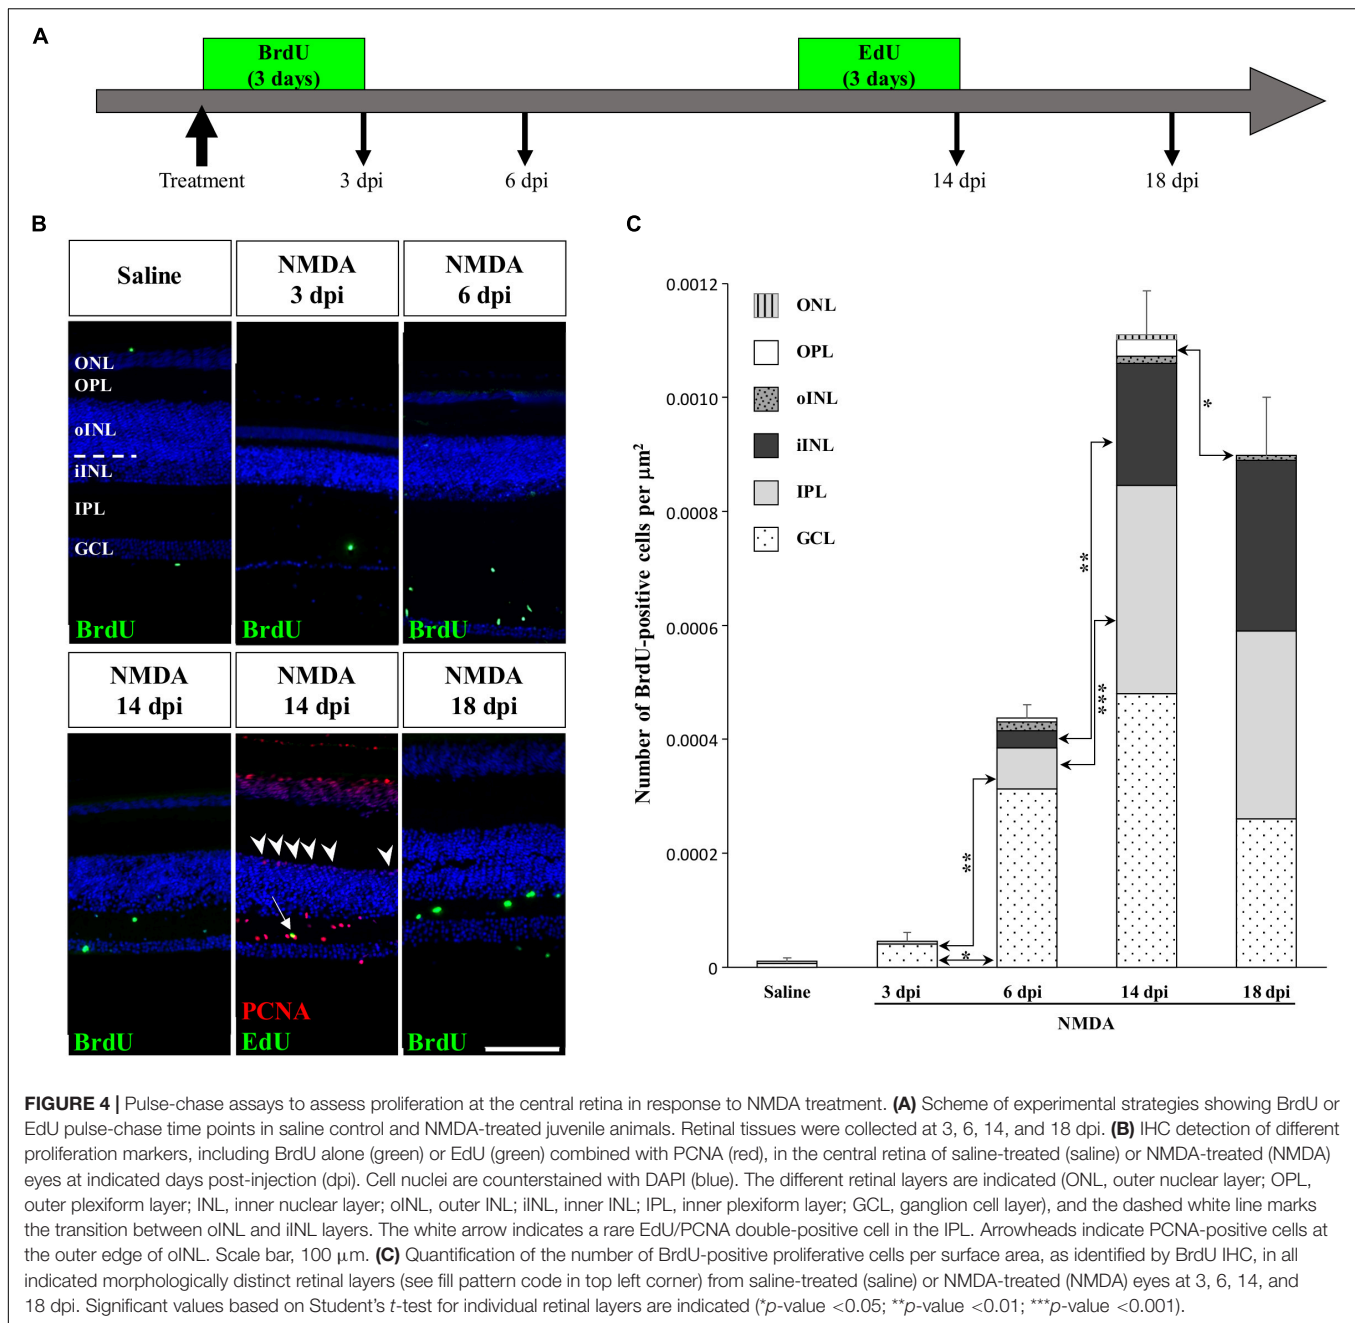 A
BrdU
(3 days)
EdU
(3 days)
Treatment
3 dpi
6 dpi
14 dpi
18 dpi
B
Saline
NMDA
3 dpi
NMDA
6 dpi
ONL
OPL
oINL
iINL
IPL
GCL
BrdU
BrdU
BrdU
NMDA
14 dpi
NMDA
14 dpi
NMDA
18 dpi
BrdU
PCNA
EdU
BrdU
C
Number of BrdU-positive cells per μm²
0.0012
0.0010
0.0008
0.0006
0.0004
0.0002
0
ONL
OPL
oINL
iINL
IPL
GCL
*
**
***
**
*
Saline
3 dpi
6 dpi
14 dpi
18 dpi
NMDA
FIGURE 4 | Pulse-chase assays to assess proliferation at the central retina in response to NMDA treatment. (A) Scheme of experimental strategies showing BrdU or
EdU pulse-chase time points in saline control and NMDA-treated juvenile animals. Retinal tissues were collected at 3, 6, 14, and 18 dpi. (B) IHC detection of different
proliferation markers, including BrdU alone (green) or EdU (green) combined with PCNA (red), in the central retina of saline-treated (saline) or NMDA-treated (NMDA)
eyes at indicated days post-injection (dpi). Cell nuclei are counterstained with DAPI (blue). The different retinal layers are indicated (ONL, outer nuclear layer; OPL,
outer plexiform layer; INL, inner nuclear layer; oINL, outer INL; iINL, inner INL; IPL, inner plexiform layer; GCL, ganglion cell layer), and the dashed white line marks
the transition between oINL and iINL layers. The white arrow indicates a rare EdU/PCNA double-positive cell in the IPL. Arrowheads indicate PCNA-positive cells at
the outer edge of oINL. Scale bar, 100 μm. (C) Quantification of the number of BrdU-positive proliferative cells per surface area, as identified by BrdU IHC, in all
indicated morphologically distinct retinal layers (see fill pattern code in top left corner) from saline-treated (saline) or NMDA-treated (NMDA) eyes at 3, 6, 14, and
18 dpi. Significant values based on Student's t-test for individual retinal layers are indicated (*p-value <0.05; **p-value <0.01; ***p-value <0.001).